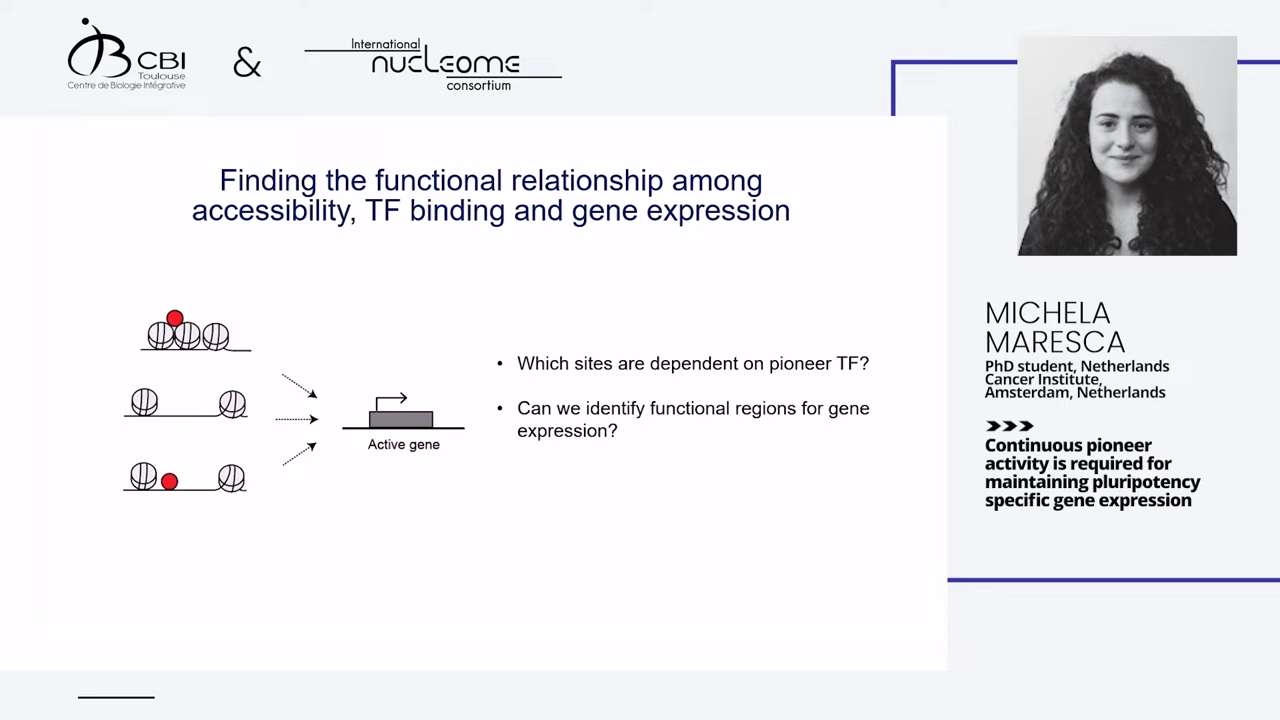 CBI
Toulouse
Centre de Biologie Intégrative
&
International
nucleome
consortium
Finding the functional relationship among
accessibility, TF binding and gene expression
Active gene
• Which sites are dependent on pioneer TF?
• Can we identify functional regions for gene
expression?
MICHELA
MARESCA
PhD student, Netherlands
Cancer Institute,
Amsterdam, Netherlands
Continuous pioneer
activity is required for
maintaining pluripotency
specific gene expression